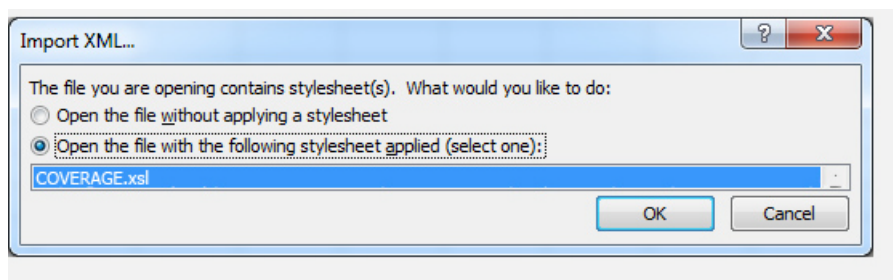 Import XML...
The file you are opening contains stylesheet(s). What would you like to do:
Open the file without applying a stylesheet
Open the file with the following stylesheet applied (select one):
COVERAGE.xsl
OK Cancel